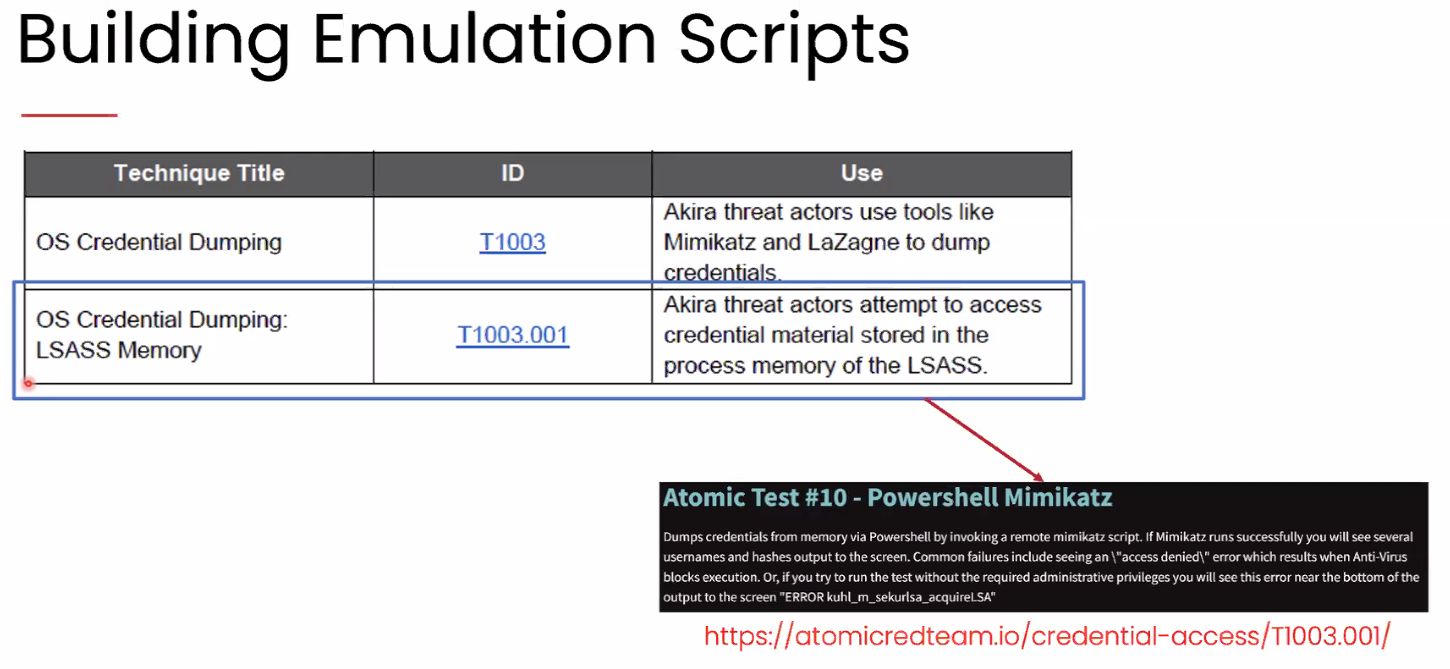 Building Emulation Scripts
Technique Title
ID
Use
OS Credential Dumping
T1003
Akira threat actors use tools like
Mimikatz and LaZagne to dump
credentials.
OS Credential Dumping:
LSASS Memory
T1003.001
Akira threat actors attempt to access
credential material stored in the
process memory of the LSASS.
Atomic Test #10 - Powershell Mimikatz
Dumps credentials from memory via Powershell by invoking a remote mimikatz script. If Mimikatz runs successfully you will see several
usernames and hashes output to the screen. Common failures include seeing an \"access denied\" error which results when Anti-Virus
blocks execution. Or, if you try to run the test without the required administrative privileges you will see this error near the bottom of the
output to the screen "ERROR kuhl_m_sekurlsa_acquireLSA"
https://atomicredteam.io/credential-access/T1003.001/